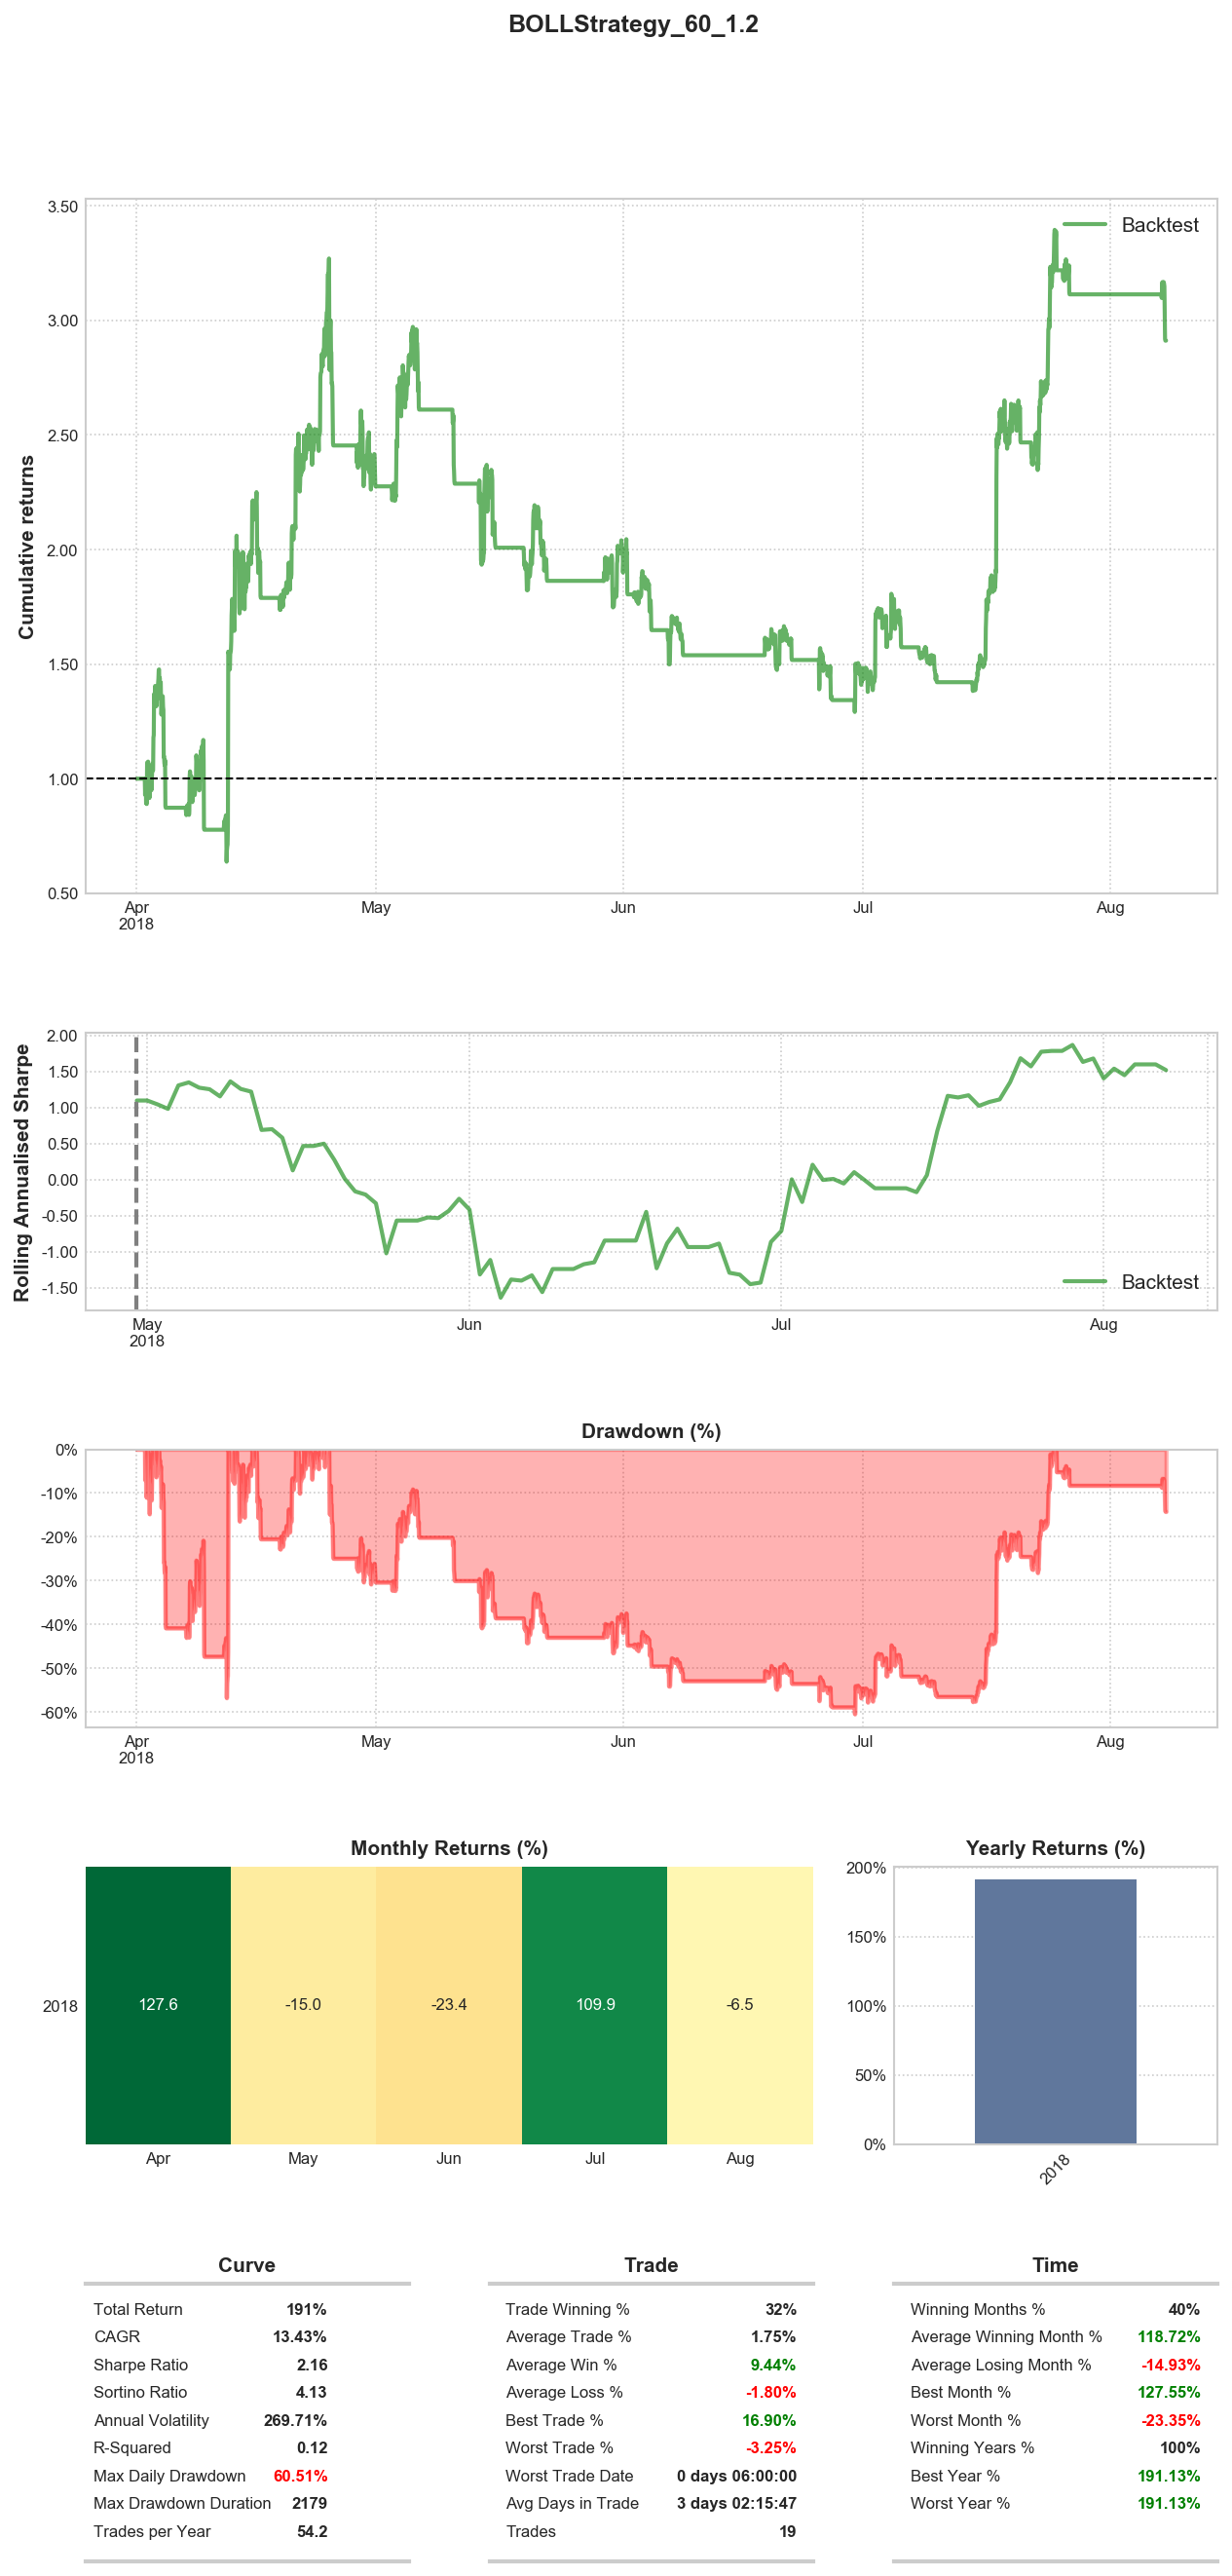 BOLLStrategy_60_1.2
Cumulative returns
3.50
3.00
2.50
2.00
1.50
1.00
0.50
Backtest
Apr May Jun Jul Aug
2018
Rolling Annualised Sharpe
2.00
1.50
1.00
0.50
0.00
-0.50
-1.00
-1.50
Backtest
May Jun Jul Aug
2018
Drawdown (%)
0%
-10%
-20%
-30%
-40%
-50%
-60%
Apr May Jun Jul Aug
2018
Monthly Returns (%)
2018 127.6 -15.0 -23.4 109.9 -6.5
Apr May Jun Jul Aug
Yearly Returns (%)
200%
150%
100%
50%
0%
2018
Curve
Total Return 191%
CAGR 13.43%
Sharpe Ratio 2.16
Sortino Ratio 4.13
Annual Volatility 269.71%
R-Squared 0.12
Max Daily Drawdown 60.51%
Max Drawdown Duration 2179
Trades per Year 54.2
Trade
Trade Winning % 32%
Average Trade % 1.75%
Average Win % 9.44%
Average Loss % -1.80%
Best Trade % 16.90%
Worst Trade % -3.25%
Worst Trade Date 0 days 06:00:00
Avg Days in Trade 3 days 02:15:47
Trades 19
Time
Winning Months % 40%
Average Winning Month % 118.72%
Average Losing Month % -14.93%
Best Month % 127.55%
Worst Month % -23.35%
Winning Years % 100%
Best Year % 191.13%
Worst Year % 191.13%